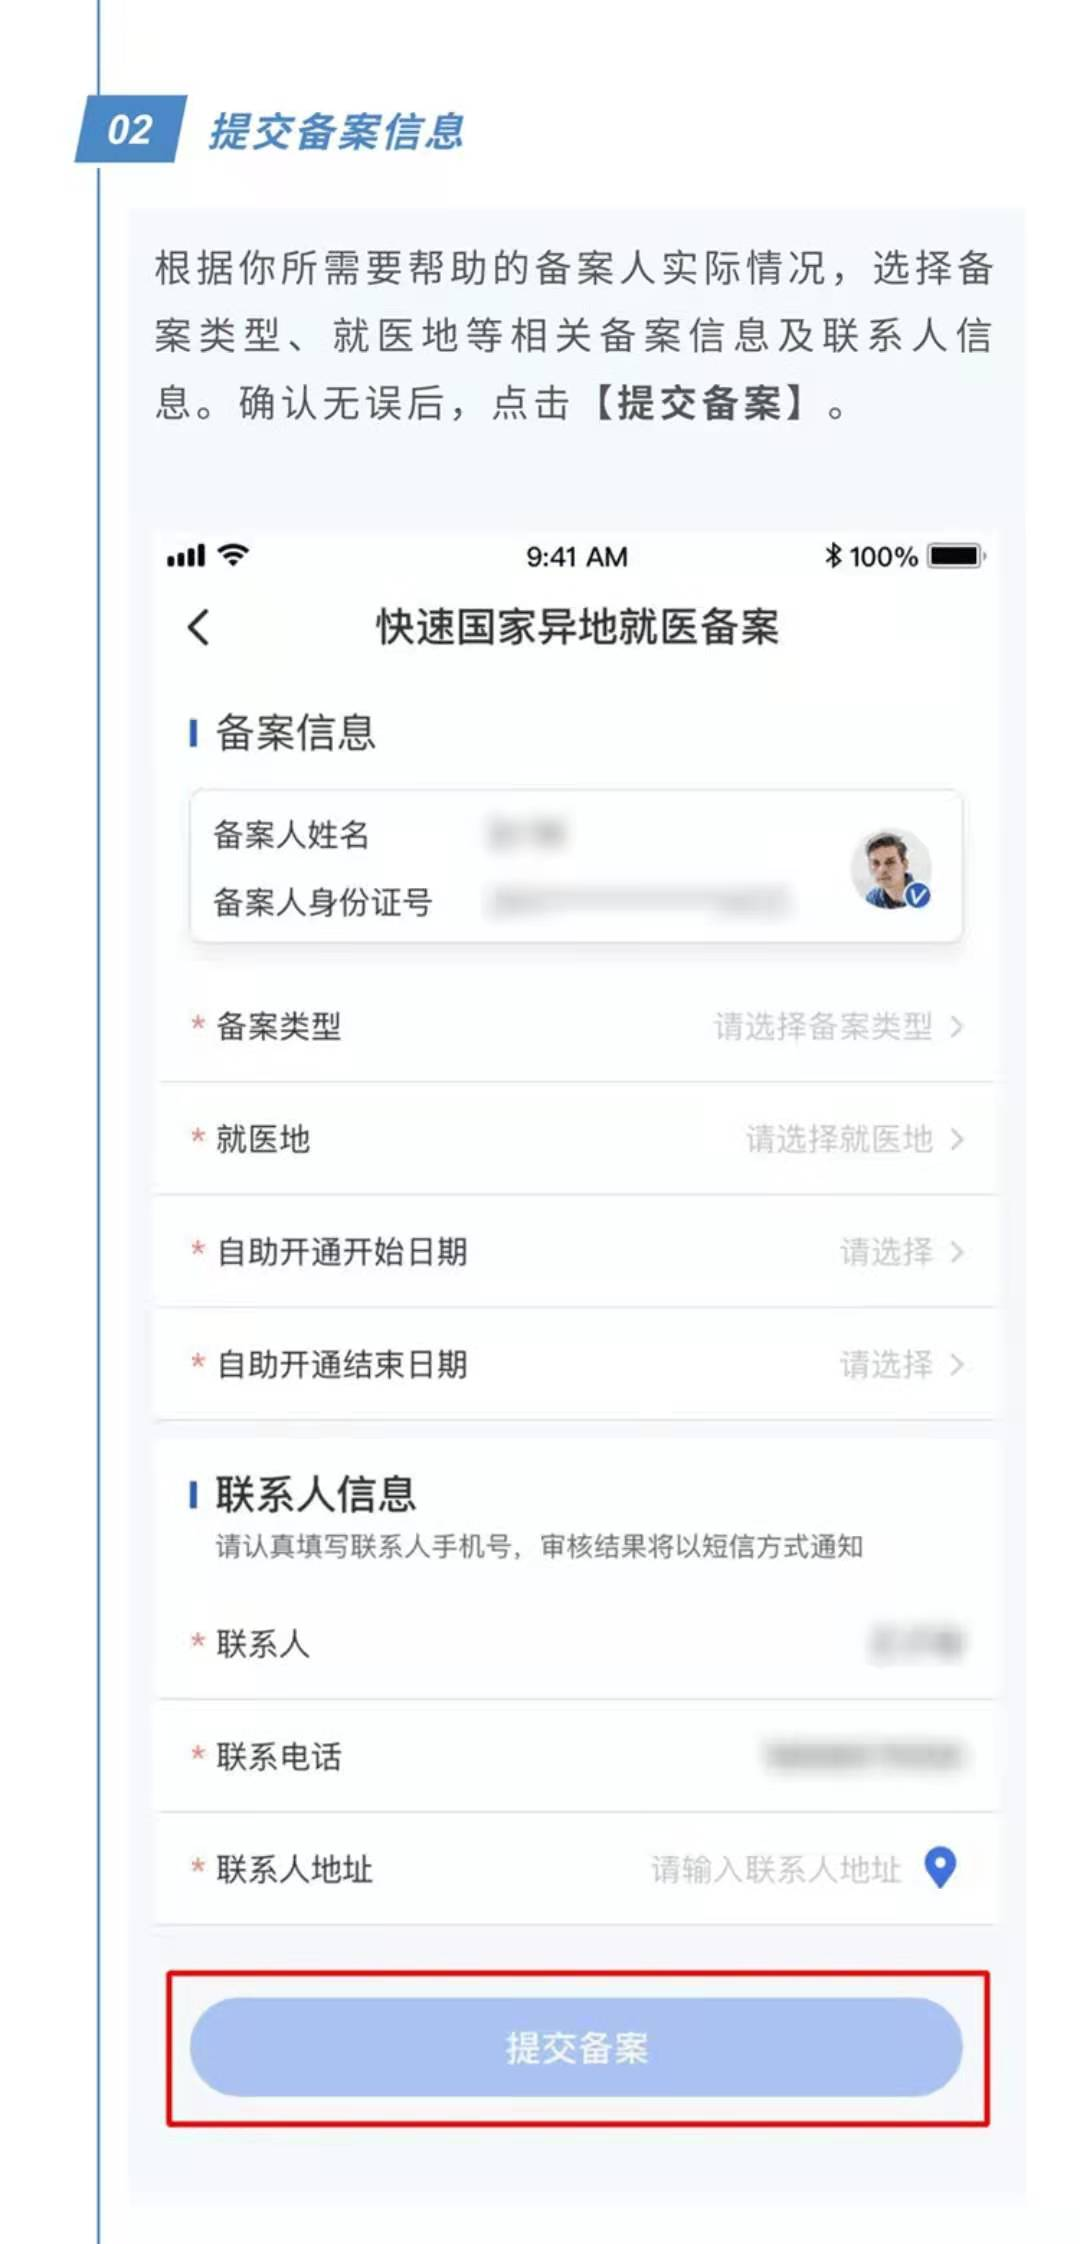 02 提交备案信息
根据你所需要帮助的备案人实际情况，选择备
案类型、就医地等相关备案信息及联系人信
息。确认无误后，点击【提交备案】。
9:41 AM
100%
快速国家异地就医备案
备案信息
备案人姓名
备案人身份证号
* 备案类型 请选择备案类型
* 就医地 请选择就医地
* 自助开通开始日期 请选择
* 自助开通结束日期 请选择
联系人信息
请认真填写联系人手机号，审核结果将以短信方式通知
* 联系人
* 联系电话
* 联系人地址 请输入联系人地址
提交备案